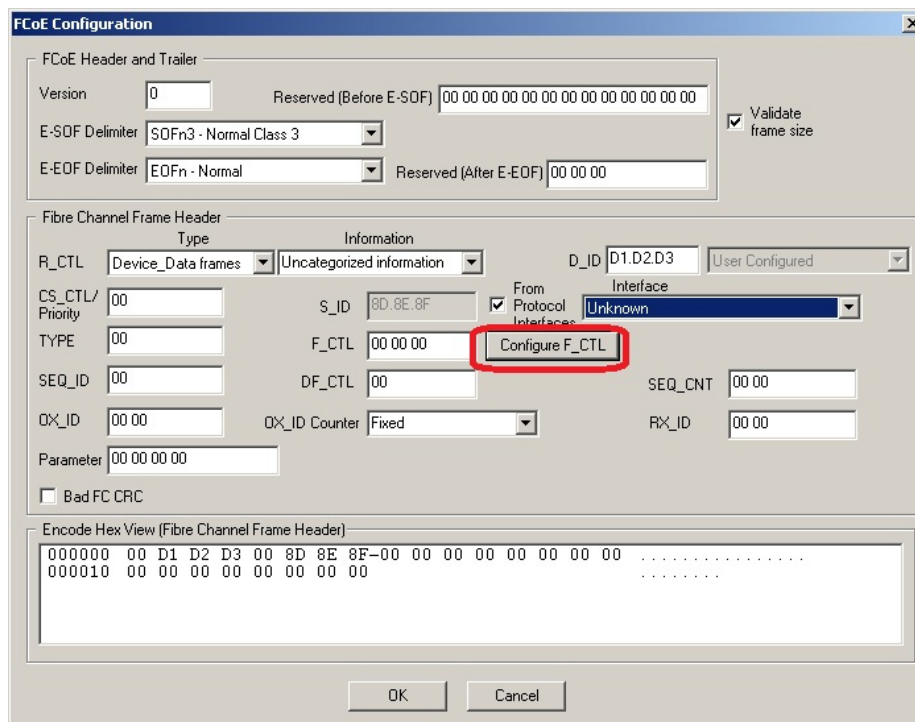 FCoE Configuration
FCoE Header and Trailer
Version 0 Reserved (Before E-SOF) 00 00 00 00 00 00 00 00 00 00 00 00 00
Validate frame size
E-SOF Delimiter SOFn3 - Normal Class 3
E-EOF Delimiter EOFn - Normal Reserved (After E-EOF) 00 00 00
Fibre Channel Frame Header
Type Information
R_CTL Device_Data frames Uncategorized information D_ID D1.D2.D3 User Configured
CS_CTL/ Priority 00 S_ID 8D.8E.8F From Protocol Interfaces Interface Unknown
TYPE 00 F_CTL 00 00 00 Configure F_CTL
SEQ_ID 00 DF_CTL 00 SEQ_CNT 00 00
OX_ID 00 00 OX_ID Counter Fixed RX_ID 00 00
Parameter 00 00 00 00
Bad FC CRC
Encode Hex View (Fibre Channel Frame Header)
000000 00 D1 D2 D3 00 8D 8E 8F-00 00 00 00 00 00 00 00 ................
000010 00 00 00 00 00 00 00 00 ........
OK Cancel